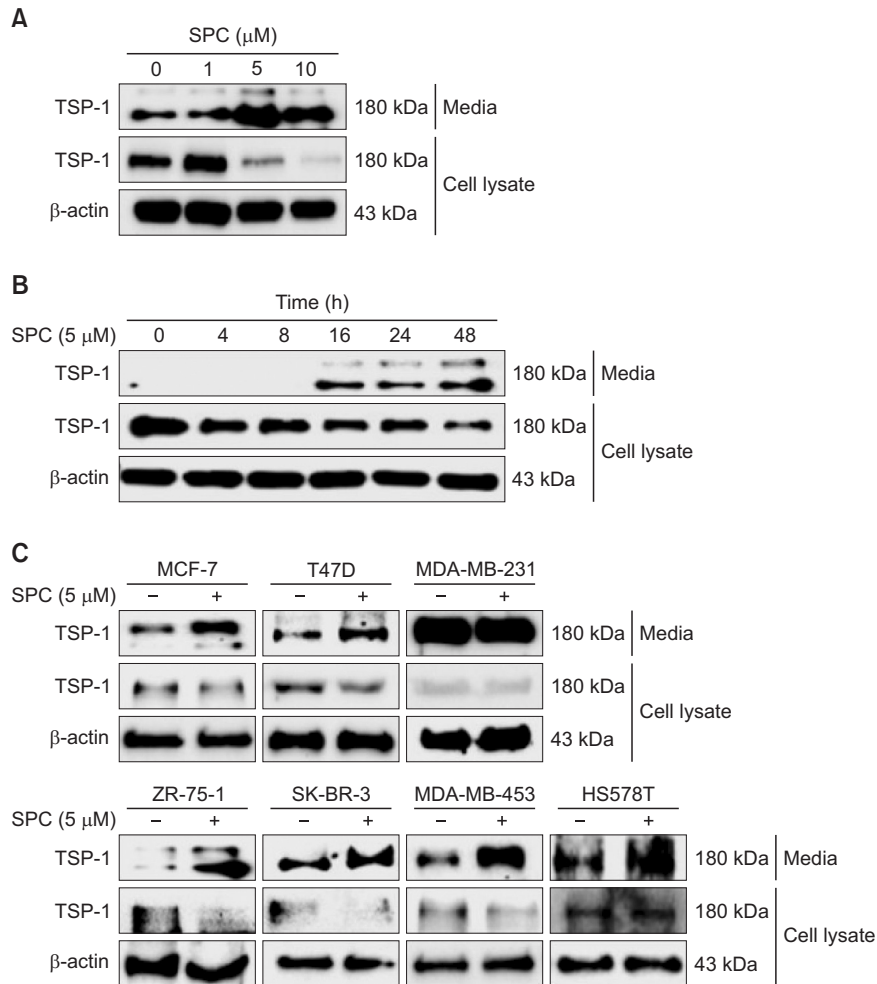 A
SPC (μM)
0 1 5 10
TSP-1 180 kDa Media
TSP-1 180 kDa
Cell lysate
β-actin 43 kDa
B
Time (h)
SPC (5 μM) 0 4 8 16 24 48
TSP-1 180 kDa Media
TSP-1 180 kDa
Cell lysate
β-actin 43 kDa
C
MCF-7 T47D MDA-MB-231
SPC (5 μM) − + − + − +
TSP-1 180 kDa Media
TSP-1 180 kDa
Cell lysate
β-actin 43 kDa
ZR-75-1 SK-BR-3 MDA-MB-453 HS578T
SPC (5 μM) − + − + − + − +
TSP-1 180 kDa Media
TSP-1 180 kDa
Cell lysate
β-actin 43 kDa